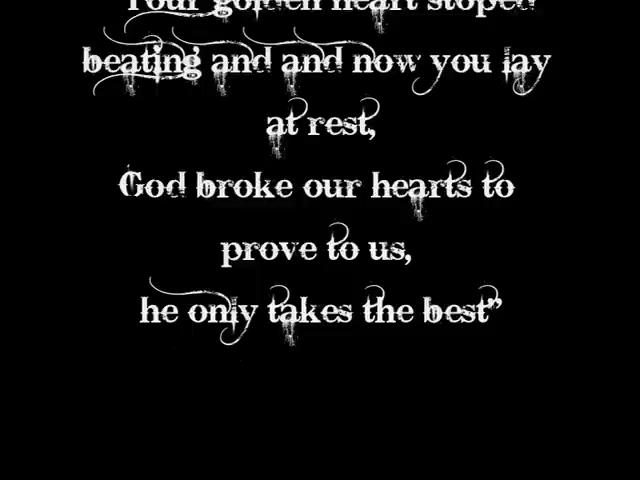 "Your golden heart stoped
beating and and now you lay
at rest,
God broke our hearts to
prove to us,
he only takes the best"